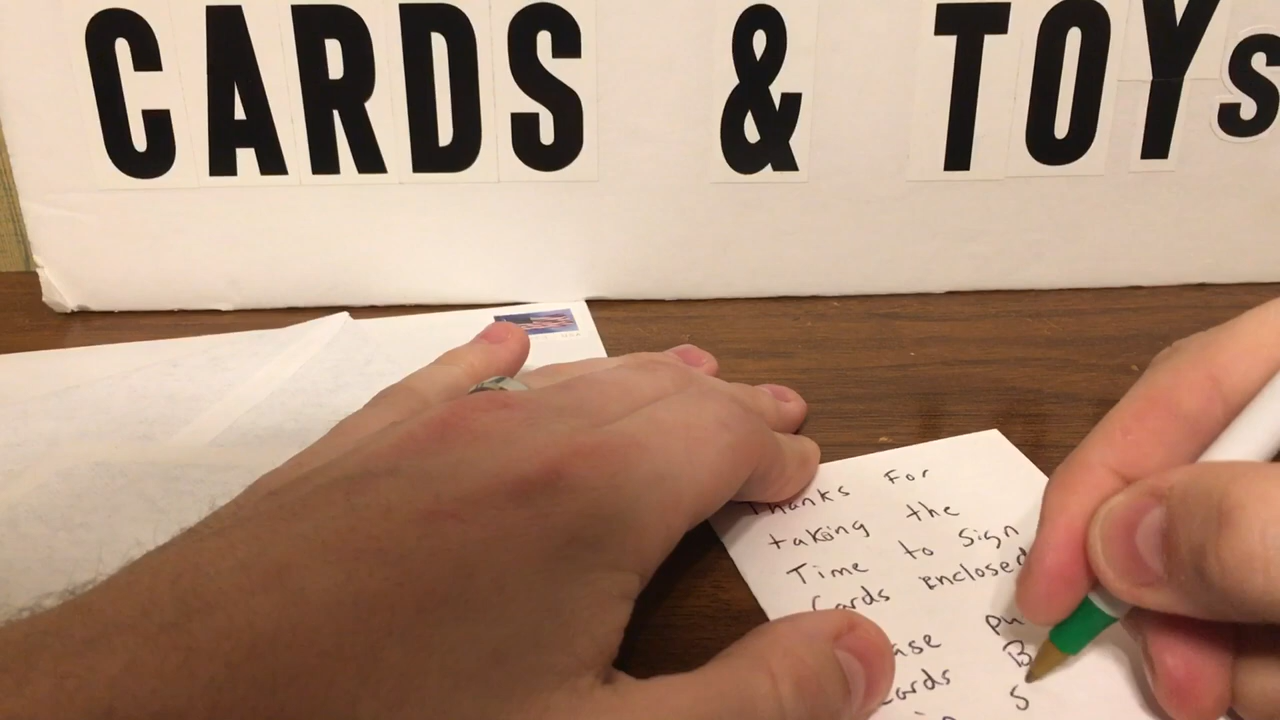 CARDS & TOYs
Thanks For
taking the
Time to Sign
Cards Enclosed